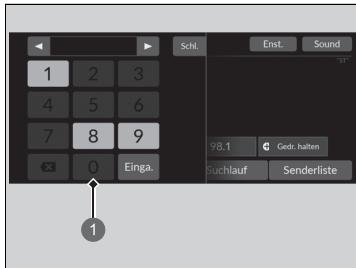 Schl. Enst. Sound
"ST"
1 2 3
4 5 6
7 8 9
98.1 Gedr. halten
0 Einga. Suchlauf Senderliste
1